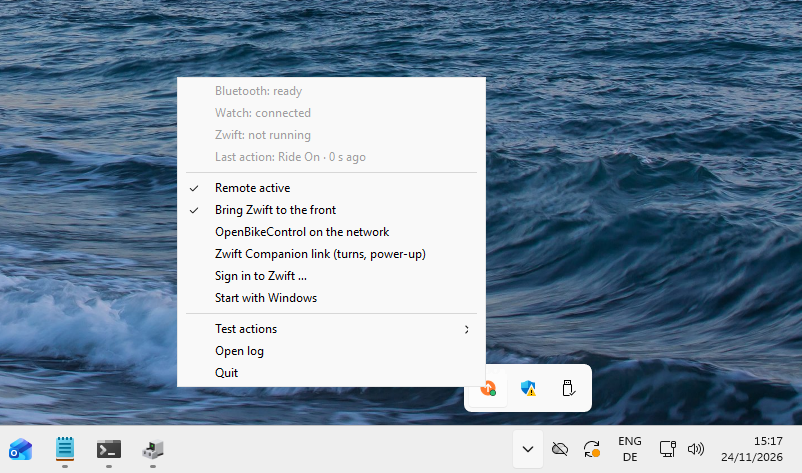 Bluetooth: ready
Watch: connected
Zwift: not running
Last action: Ride On · 0 s ago
Remote active
Bring Zwift to the front
OpenBikeControl on the network
Zwift Companion link (turns, power-up)
Sign in to Zwift ...
Start with Windows
Test actions
Open log
Quit
ENG
DE
15:17
24/11/2026